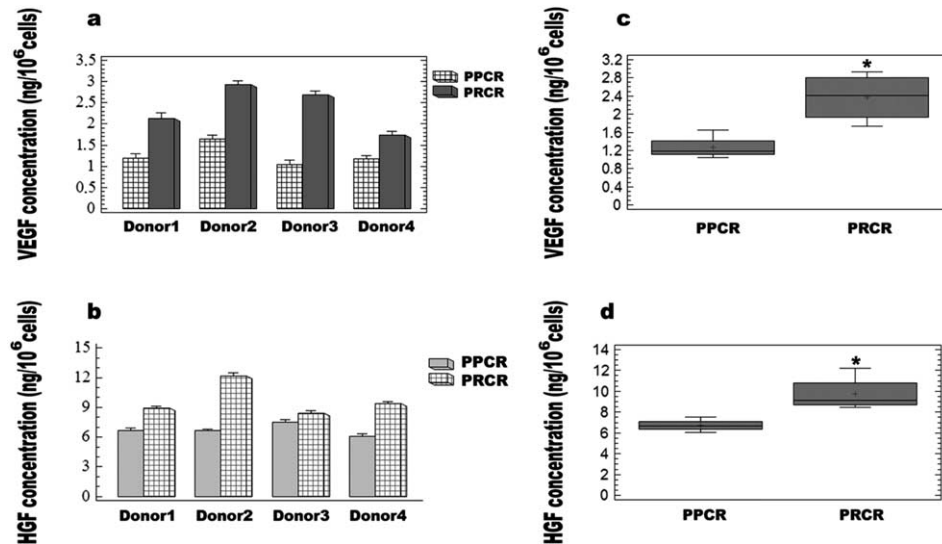 a
VEGF concentration (ng/10⁶cells)
3.5
3
2.5
2
1.5
1
0.5
0
Donor1 Donor2 Donor3 Donor4
PPCR
PRCR
c
VEGF concentration (ng/10⁶cells)
3.2
2.8
2.4
2
1.6
1.2
0.8
0.4
0
*
PPCR PRCR
b
HGF concentration (ng/10⁶cells)
15
12
9
6
3
0
Donor1 Donor2 Donor3 Donor4
PPCR
PRCR
d
HGF concentration (ng/10⁶cells)
14
12
10
8
6
4
2
0
*
PPCR PRCR